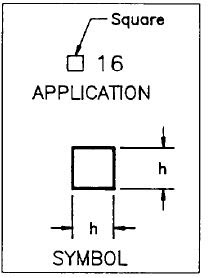 Square
□ 16
APPLICATION
h
h
SYMBOL